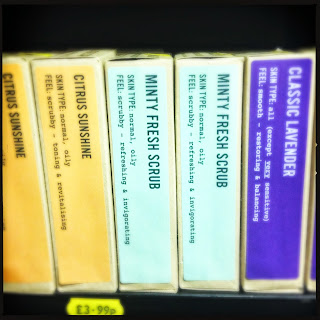 CITRUS SUNSHINE
CITRUS SUNSHINE
SKIN TYPE: normal, oily
FEEL: scrubby - toning & revitalising
MINTY FRESH SCRUB
SKIN TYPE: normal, oily
FEEL: scrubby - refreshing & invigorating
MINTY FRESH SCRUB
SKIN TYPE: normal, oily
FEEL: scrubby - refreshing & invigorating
CLASSIC LAVENDER
SKIN TYPE: all (except VERY sensitive)
FEEL: smooth - restoring & balancing
£3-99p